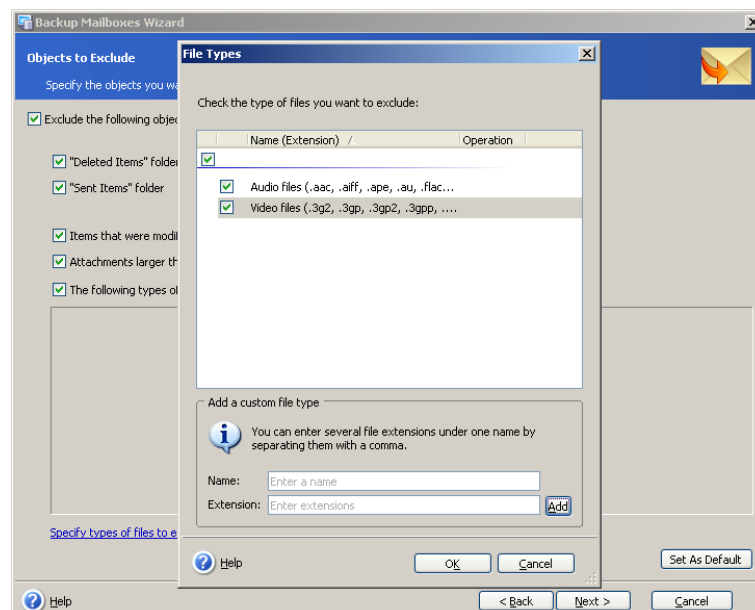 Backup Mailboxes Wizard
Objects to Exclude
Specify the objects you wa
Exclude the following objec
"Deleted Items" folder
"Sent Items" folder
Items that were modi
Attachments larger th
The following types of
Specify types of files to e
File Types
Check the type of files you want to exclude:
Name (Extension) / Operation
Audio files (.aac, .aiff, .ape, .au, .flac...
Video files (.3g2, .3gp, .3gp2, .3gpp, ....
Add a custom file type
You can enter several file extensions under one name by
separating them with a comma.
Name: Enter a name
Extension: Enter extensions Add
Help OK Cancel
Set As Default
Help < Back Next > Cancel